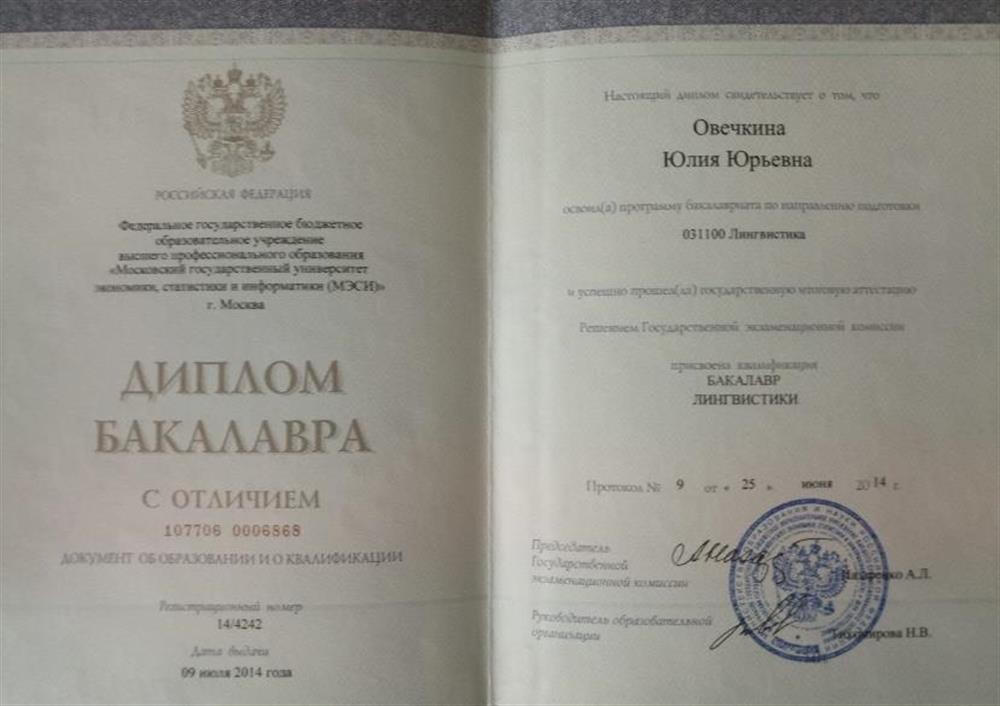 РОССИЙСКАЯ ФЕДЕРАЦИЯ
Федеральное государственное бюджетное
образовательное учреждение
высшего профессионального образования
«Московский государственный университет
экономики, статистики и информатики (МЭСИ)»
г. Москва
ДИПЛОМ
БАКАЛАВРА
С ОТЛИЧИЕМ
107706 0006868
ДОКУМЕНТ ОБ ОБРАЗОВАНИИ И О КВАЛИФИКАЦИИ
Регистрационный номер
14/4242
Дата выдачи
09 июля 2014 года
Настоящий диплом свидетельствует о том, что
Овечкина
Юлия Юрьевна
освоил(а) программу бакалавриата по направлению подготовки
031100 Лингвистика
и успешно прошел(ла) государственную итоговую аттестацию
Решением Государственной экзаменационной комиссии
присвоена квалификация
БАКАЛАВР
ЛИНГВИСТИКИ
Протокол № 9 от « 25 » июня 2014 г.
Председатель
Государственной
экзаменационной комиссии
А.Л.
Руководитель образовательной
организации
Н.В.